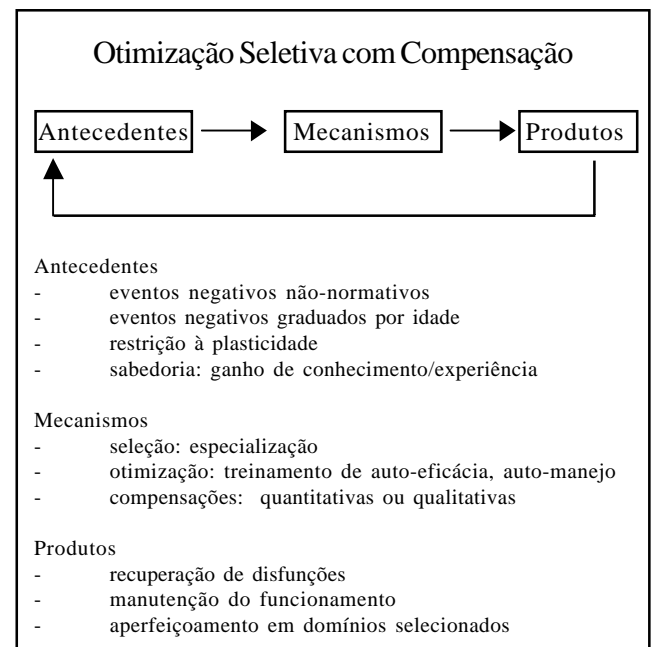 Otimização Seletiva com Compensação
Antecedentes Mecanismos Produtos
Antecedentes
- eventos negativos não-normativos
- eventos negativos graduados por idade
- restrição à plasticidade
- sabedoria: ganho de conhecimento/experiência
Mecanismos
- seleção: especialização
- otimização: treinamento de auto-eficácia, auto-manejo
- compensações: quantitativas ou qualitativas
Produtos
- recuperação de disfunções
- manutenção do funcionamento
- aperfeiçoamento em domínios selecionados